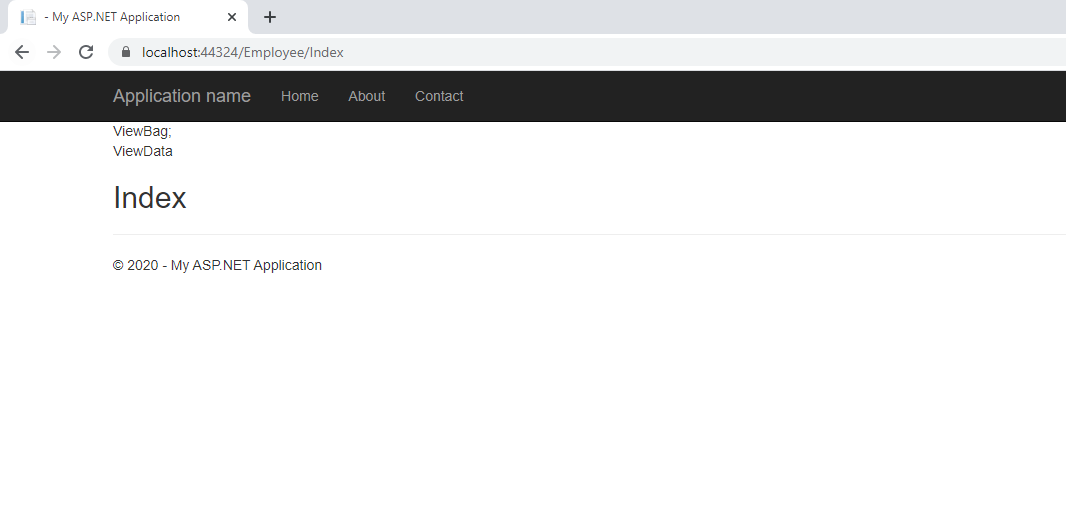 - My ASP.NET Application
localhost:44324/Employee/Index
Application name Home About Contact
ViewBag;
ViewData
Index
© 2020 - My ASP.NET Application